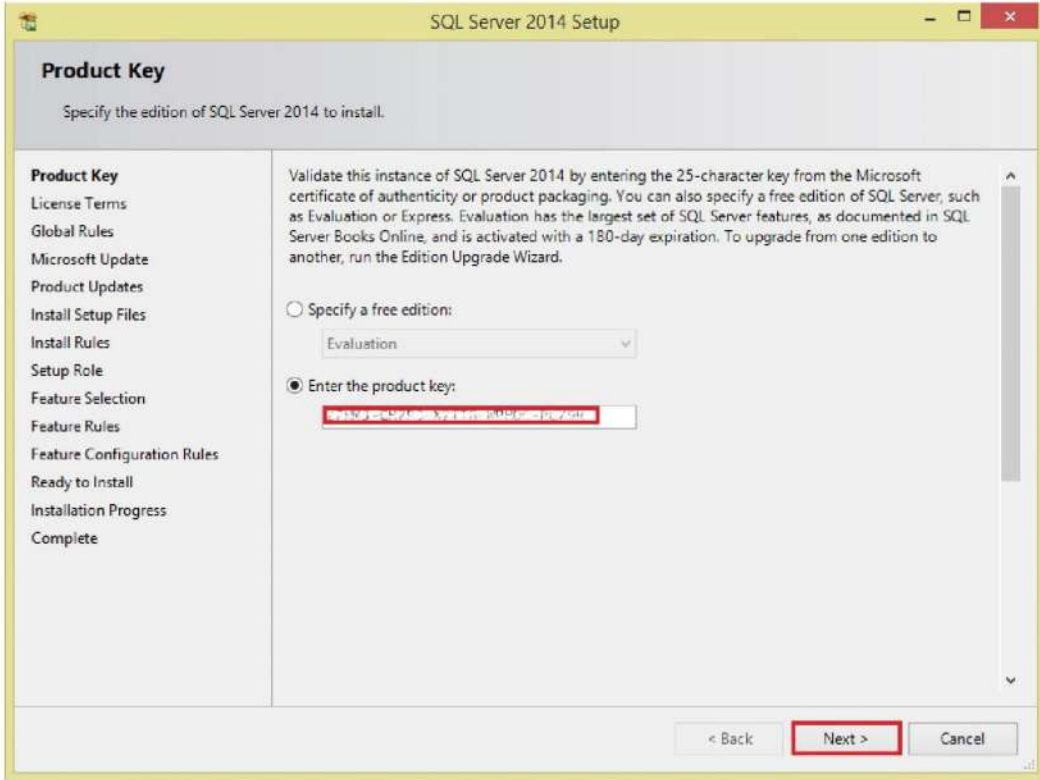 SQL Server 2014 Setup
Product Key
Specify the edition of SQL Server 2014 to install.
Product Key
License Terms
Global Rules
Microsoft Update
Product Updates
Install Setup Files
Install Rules
Setup Role
Feature Selection
Feature Rules
Feature Configuration Rules
Ready to Install
Installation Progress
Complete
Validate this instance of SQL Server 2014 by entering the 25-character key from the Microsoft
certificate of authenticity or product packaging. You can also specify a free edition of SQL Server, such
as Evaluation or Express. Evaluation has the largest set of SQL Server features, as documented in SQL
Server Books Online, and is activated with a 180-day expiration. To upgrade from one edition to
another, run the Edition Upgrade Wizard.
Specify a free edition:
Evaluation
Enter the product key:
< Back
Next >
Cancel